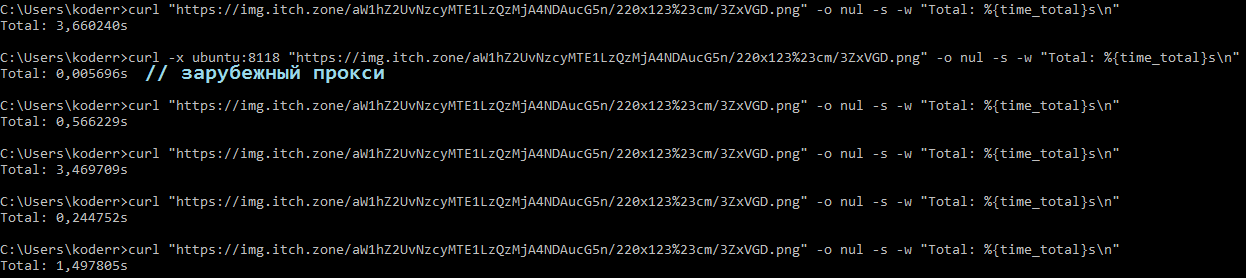 C:\Users\koderr>curl "https://img.itch.zone/aW1hZ2UvNzcyMTE1LzQzMjA4NDAucG5n/220x123%23cm/3ZxVGD.png" -o nul -s -w "Total: %{time_total}s\n"
Total: 3,660240s
C:\Users\koderr>curl -x ubuntu:8118 "https://img.itch.zone/aW1hZ2UvNzcyMTE1LzQzMjA4NDAucG5n/220x123%23cm/3ZxVGD.png" -o nul -s -w "Total: %{time_total}s\n"
Total: 0,005696s // зарубежный прокси
C:\Users\koderr>curl "https://img.itch.zone/aW1hZ2UvNzcyMTE1LzQzMjA4NDAucG5n/220x123%23cm/3ZxVGD.png" -o nul -s -w "Total: %{time_total}s\n"
Total: 0,566229s
C:\Users\koderr>curl "https://img.itch.zone/aW1hZ2UvNzcyMTE1LzQzMjA4NDAucG5n/220x123%23cm/3ZxVGD.png" -o nul -s -w "Total: %{time_total}s\n"
Total: 3,469709s
C:\Users\koderr>curl "https://img.itch.zone/aW1hZ2UvNzcyMTE1LzQzMjA4NDAucG5n/220x123%23cm/3ZxVGD.png" -o nul -s -w "Total: %{time_total}s\n"
Total: 0,244752s
C:\Users\koderr>curl "https://img.itch.zone/aW1hZ2UvNzcyMTE1LzQzMjA4NDAucG5n/220x123%23cm/3ZxVGD.png" -o nul -s -w "Total: %{time_total}s\n"
Total: 1,497805s